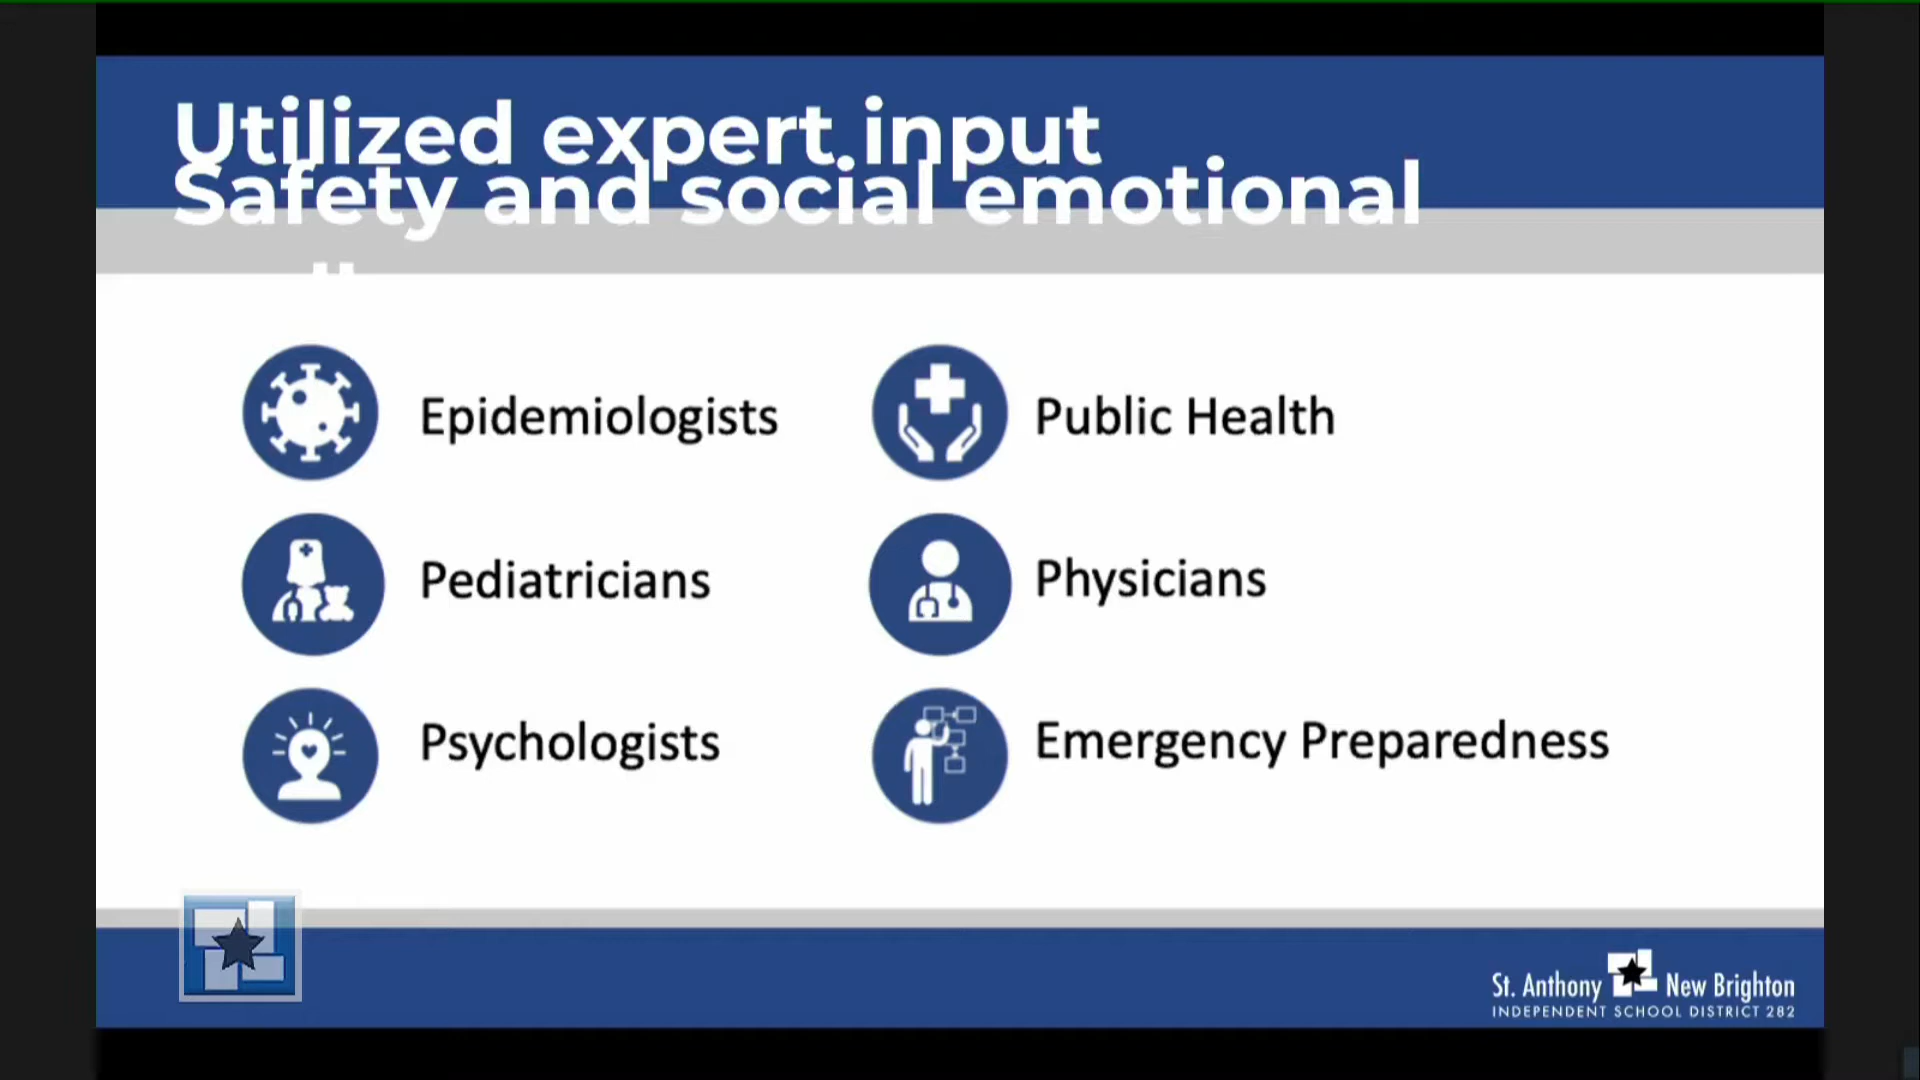 Utilized expert input
Safety and social emotional
Epidemiologists
Public Health
Pediatricians
Physicians
Psychologists
Emergency Preparedness
St. Anthony New Brighton
INDEPENDENT SCHOOL DISTRICT 282